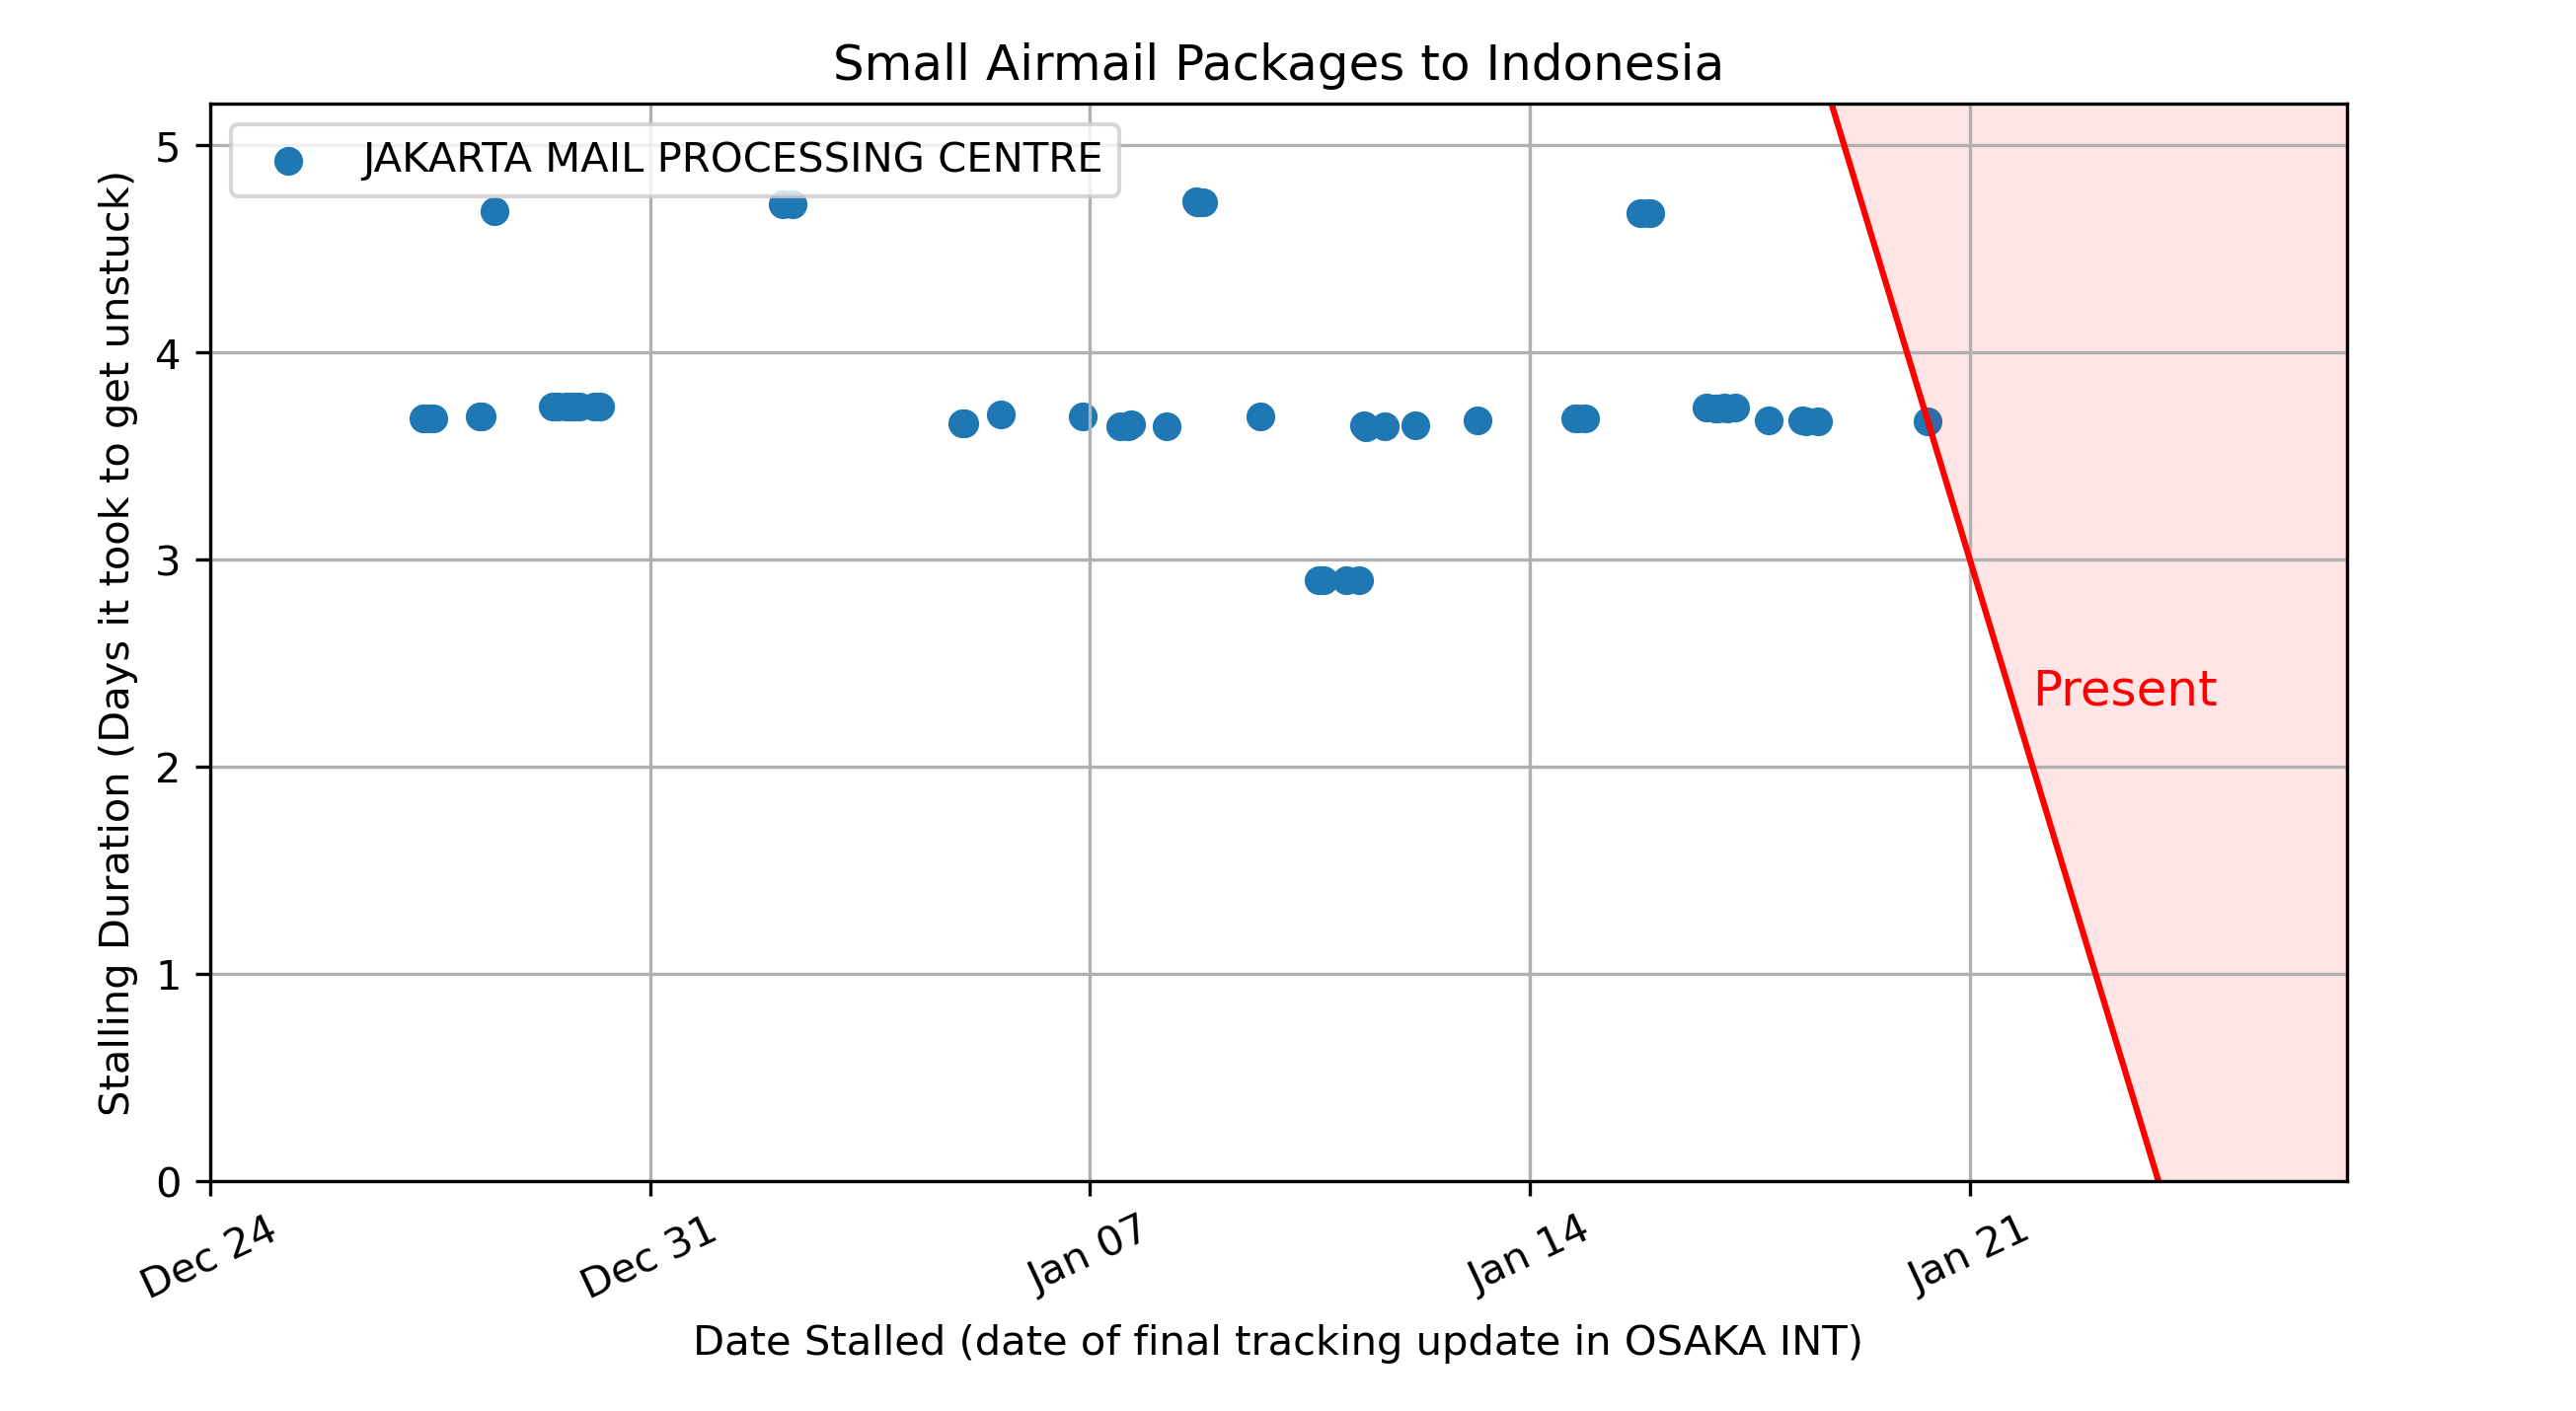 Small Airmail Packages to Indonesia
JAKARTA MAIL PROCESSING CENTRE
Stalling Duration (Days it took to get unstuck)
5
4
3
2
1
0
Present
Dec 24
Dec 31
Jan 07
Jan 14
Jan 21
Date Stalled (date of final tracking update in OSAKA INT)